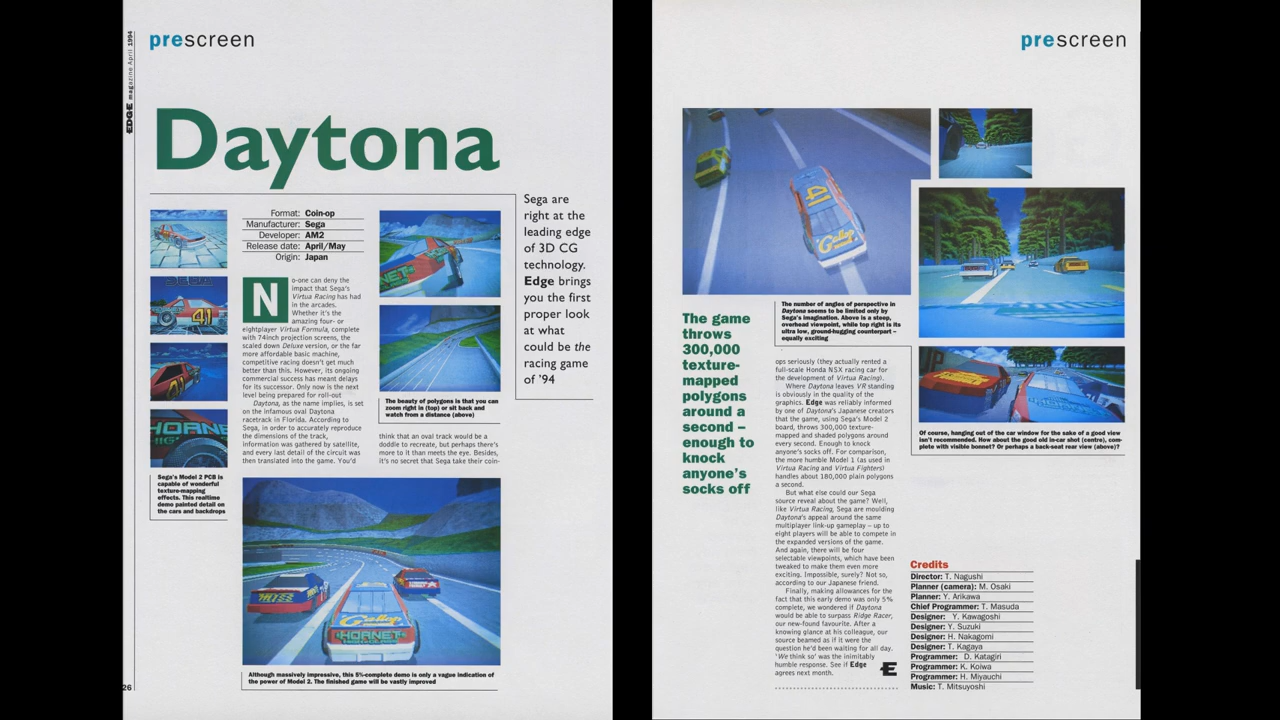 EDGE magazine April 1994
prescreen
Daytona
Format: Coin-op
Manufacturer: Sega
Developer: AM2
Release date: April/May
Origin: Japan
Sega are
right at the
leading edge
of 3D CG
technology.
Edge brings
you the first
proper look
at what
could be the
racing game
of '94
No-one can deny the
impact that Sega's
Virtua Racing has had
in the arcades.
Whether it's the
amazing four- or
eightplayer Virtua Formula, complete
with 74inch projection screens, the
scaled down Deluxe version, or the far
more affordable basic machine,
competitive racing doesn't get much
better than this. However, its ongoing
commercial success has meant delays
for its successor. Only now is the next
level being prepared for roll-out
Daytona, as the name implies, is set
on the infamous oval Daytona
racetrack in Florida. According to
Sega, in order to accurately reproduce
the dimensions of the track,
information was gathered by satellite,
and every last detail of the circuit was
then translated into the game. You'd
The beauty of polygons is that you can
zoom right in (top) or sit back and
watch from a distance (above)
think that an oval track would be a
doddle to recreate, but perhaps there's
more to it than meets the eye. Besides,
it's no secret that Sega take their coin-
SEGA
41
HORNET
Sega's Model 2 PCB is
capable of wonderful
texture-mapping
effects. This realtime
demo painted detail on
the cars and backdrops
Gallop
HORNET
Although massively impressive, this 5%-complete demo is only a vague indication of
the power of Model 2. The finished game will be vastly improved
26
prescreen
41
Gallop
The number of angles of perspective in
Daytona seems to be limited only by
Sega's imagination. Above is a steep,
overhead viewpoint, while top right is its
ultra low, ground-hugging counterpart –
equally exciting
The game
throws
300,000
texture-
mapped
polygons
around a
second –
enough to
knock
anyone's
socks off
ops seriously (they actually rented a
full-scale Honda NSX racing car for
the development of Virtua Racing).
Where Daytona leaves VR standing
is obviously in the quality of the
graphics. Edge was reliably informed
by one of Daytona's Japanese creators
that the game, using Sega's Model 2
board, throws 300,000 texture-
mapped and shaded polygons around
every second. Enough to knock
anyone's socks off. For comparison,
the more humble Model 1 (as used in
Virtua Racing and Virtua Fighters)
handles about 180,000 plain polygons
a second.
But what else could our Sega
source reveal about the game? Well,
like Virtua Racing, Sega are moulding
Daytona's appeal around the same
multiplayer link-up gameplay – up to
eight players will be able to compete in
the expanded versions of the game.
And again, there will be four
selectable viewpoints, which have been
tweaked to make them even more
exciting. Impossible, surely? Not so,
according to our Japanese friend.
Finally, making allowances for the
fact that this early demo was only 5%
complete, we wondered if Daytona
would be able to surpass Ridge Racer,
our new-found favourite. After a
knowing glance at his colleague, our
source beamed as if it were the
question he'd been waiting for all day.
'We think so' was the inimitably
humble response. See if Edge
agrees next month.
Of course, hanging out of the car window for the sake of a good view
isn't recommended. How about the good old in-car shot (centre), com-
plete with visible bonnet? Or perhaps a back-seat rear view (above)?
Credits
Director: T. Nagushi
Planner (camera): M. Osaki
Planner: Y. Arikawa
Chief Programmer: T. Masuda
Designer: Y. Kawagoshi
Designer: Y. Suzuki
Designer: H. Nakagomi
Designer: T. Kagaya
Programmer: D. Katagiri
Programmer: K. Koiwa
Programmer: H. Miyauchi
Music: T. Mitsuyoshi